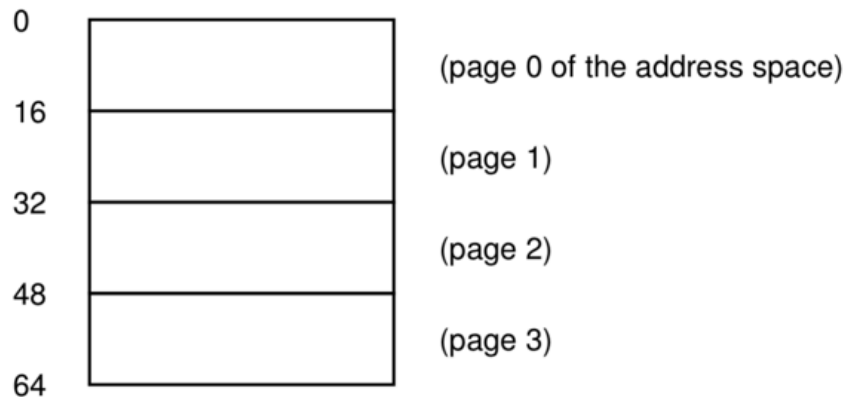 0
(page 0 of the address space)
16
(page 1)
32
(page 2)
48
(page 3)
64